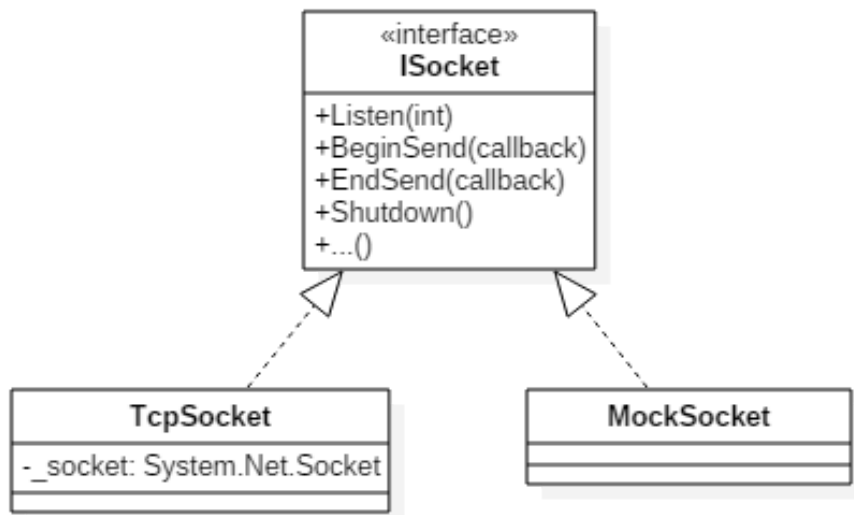 «interface»
ISocket
+Listen(int)
+BeginSend(callback)
+EndSend(callback)
+Shutdown()
+...()
TcpSocket
-_socket: System.Net.Socket
MockSocket